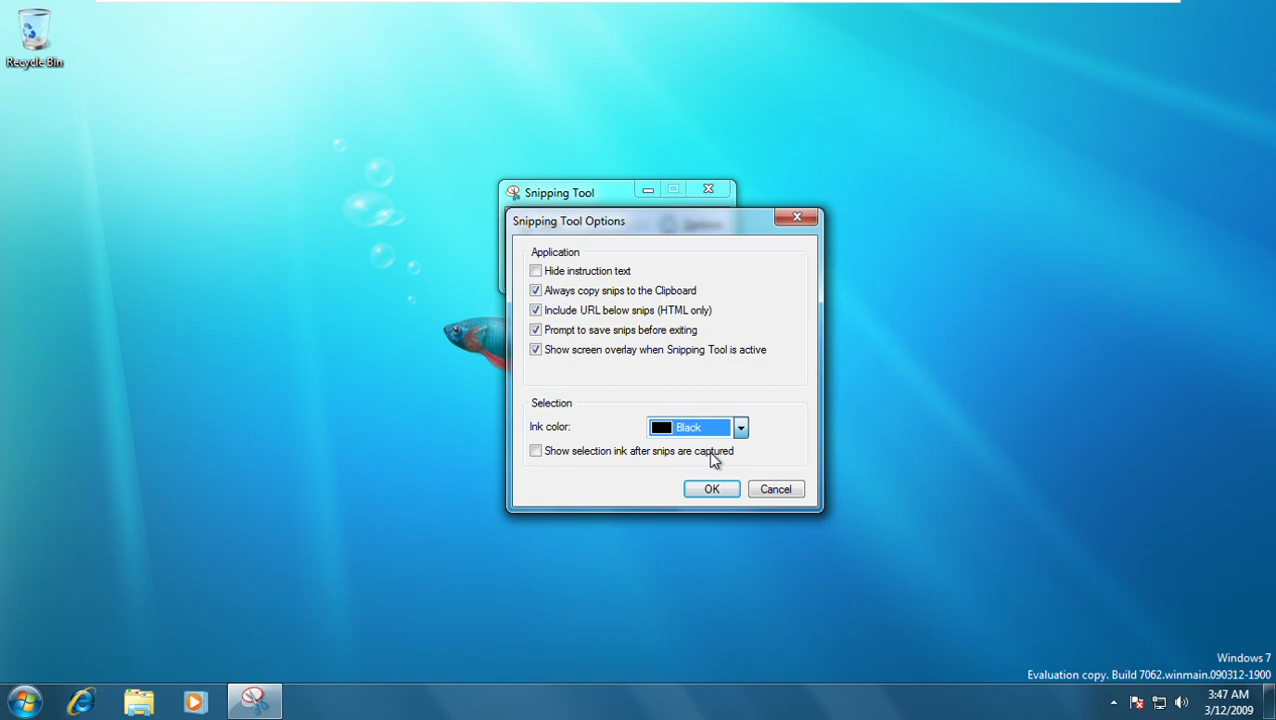 Recycle Bin
Snipping Tool
Snipping Tool Options
Application
Hide instruction text
Always copy snips to the Clipboard
Include URL below snips (HTML only)
Prompt to save snips before exiting
Show screen overlay when Snipping Tool is active
Selection
Ink color:
Black
Show selection ink after snips are captured
OK
Cancel
Windows 7
Evaluation copy. Build 7062.winmain.090312-1900
3:47 AM
3/12/2009